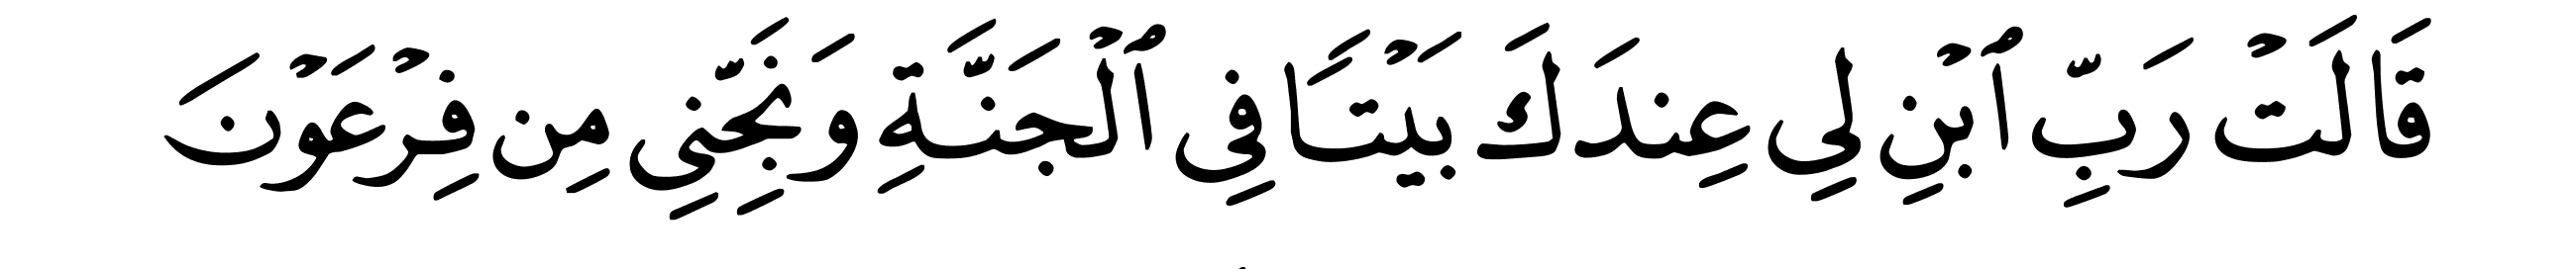 قَالَتْ رَبِّ ٱبْنِ لِي عِندَكَ بَيْتًا فِي ٱلْجَنَّةِ وَنَجِّنِي مِن فِرْعَوْنَ